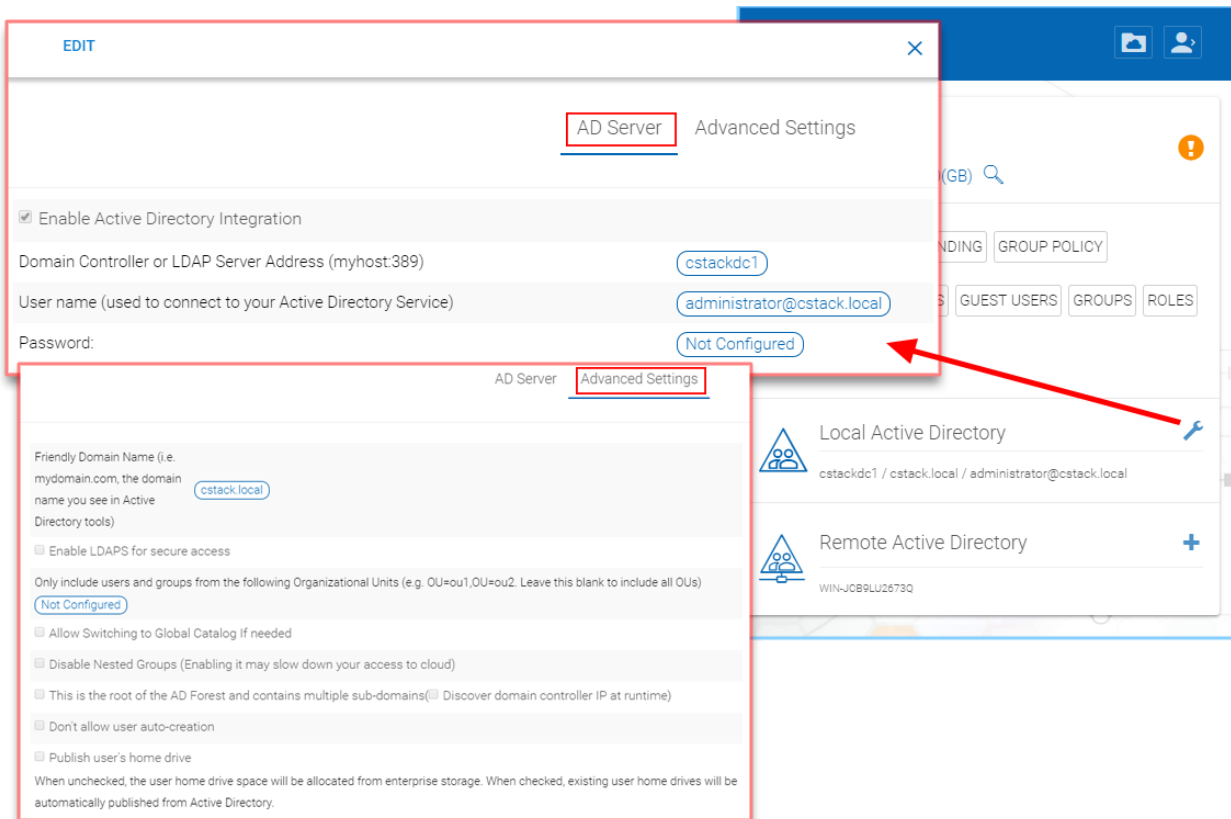 EDIT
AD Server Advanced Settings
Enable Active Directory Integration
Domain Controller or LDAP Server Address (myhost:389) cstackdc1
User name (used to connect to your Active Directory Service) administrator@cstack.local
Password: Not Configured
(GB)
NDING GROUP POLICY
S GUEST USERS GROUPS ROLES
Local Active Directory
cstackdc1 / cstack.local / administrator@cstack.local
Remote Active Directory
WIN-JCB9LU2673Q
AD Server Advanced Settings
Friendly Domain Name (i.e.
mydomain.com, the domain
name you see in Active
Directory tools)
cstack.local
Enable LDAPS for secure access
Only include users and groups from the following Organizational Units (e.g. OU=ou1,OU=ou2. Leave this blank to include all OUs)
Not Configured
Allow Switching to Global Catalog If needed
Disable Nested Groups (Enabling it may slow down your access to cloud)
This is the root of the AD Forest and contains multiple sub-domains( Discover domain controller IP at runtime)
Don't allow user auto-creation
Publish user's home drive
When unchecked, the user home drive space will be allocated from enterprise storage. When checked, existing user home drives will be
automatically published from Active Directory.